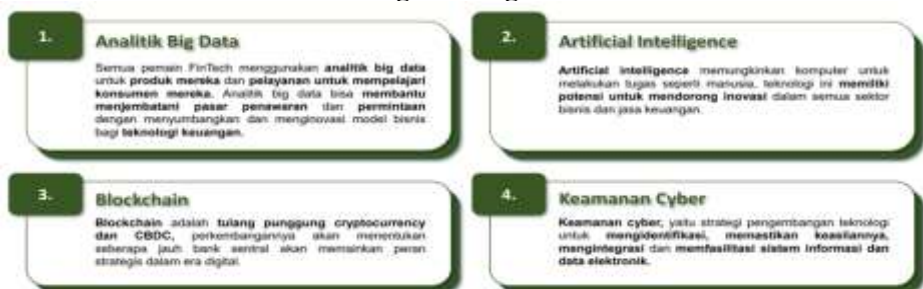 1.
Analitik Big Data
Semua pemain FinTech menggunakan analitik big data
untuk produk mereka dan pelayanan untuk mempelajari
konsumen mereka. Analitik big data bisa membantu
menjembatani pasar penawaran dan permintaan
dengan menyumbangkan dan menginovasi model bisnis
bagi teknologi keuangan.
2.
Artificial Intelligence
Artificial intelligence memungkinkan komputer untuk
melakukan tugas seperti manusia, teknologi ini memiliki
potensi untuk mendorong inovasi dalam semua sektor
bisnis dan jasa keuangan.
3.
Blockchain
Blockchain adalah tulang punggung cryptocurrency
dan CBDC, perkembangannya akan menentukan
seberapa jauh bank sentral akan memainkan peran
strategis dalam era digital.
4.
Keamanan Cyber
Keamanan cyber, yaitu strategi pengembangan teknologi
untuk mengidentifikasi, memastikan keasliannya,
mengintegrasi dan memfasilitasi sistem informasi dan
data elektronik.